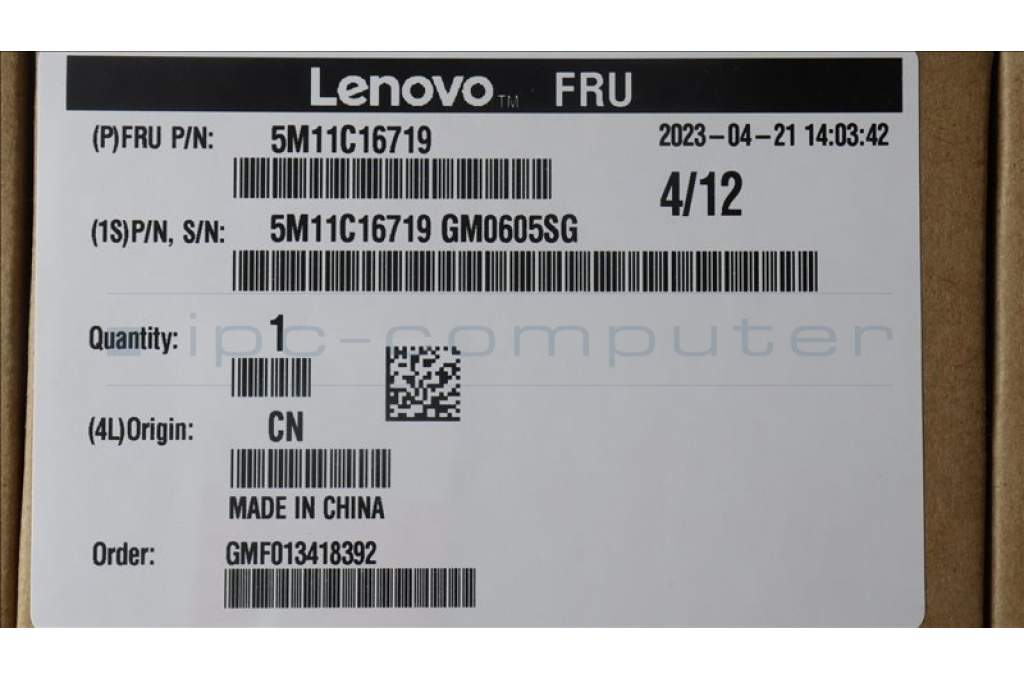 Lenovo™ FRU
(P)FRU P/N: 5M11C16719 2023-04-21 14:03:42
4/12
(1S)P/N, S/N: 5M11C16719 GM0605SG
Quantity: 1
ipc-computer
(4L)Origin: CN
MADE IN CHINA
Order: GMF013418392